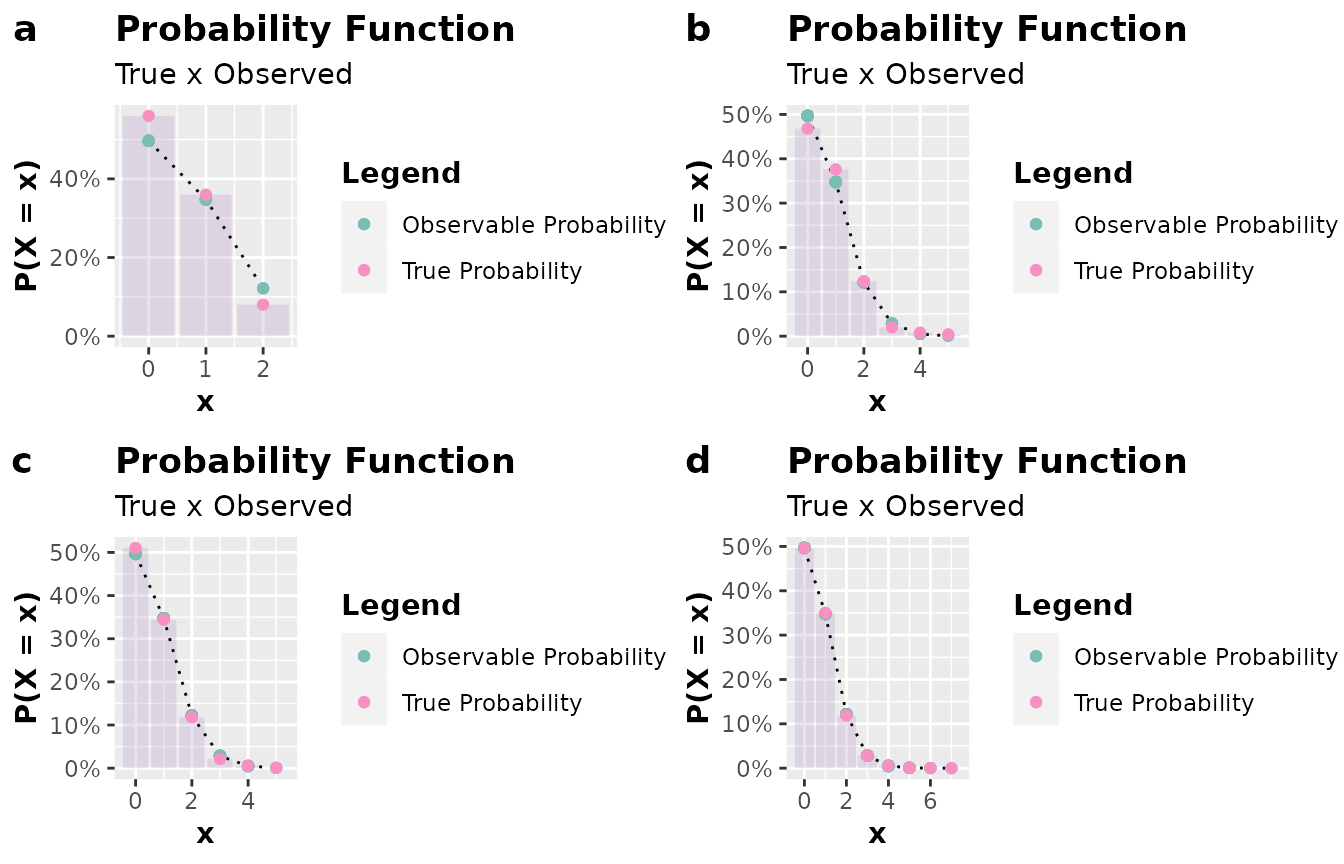 a
Probability Function
True x Observed
P(X = x)
40%
20%
0%
0 1 2
x
Legend
Observable Probability
True Probability
b
Probability Function
True x Observed
P(X = x)
50%
40%
30%
20%
10%
0%
0 2 4
x
Legend
Observable Probability
True Probability
c
Probability Function
True x Observed
P(X = x)
50%
40%
30%
20%
10%
0%
0 2 4
x
Legend
Observable Probability
True Probability
d
Probability Function
True x Observed
P(X = x)
50%
40%
30%
20%
10%
0%
0 2 4 6
x
Legend
Observable Probability
True Probability